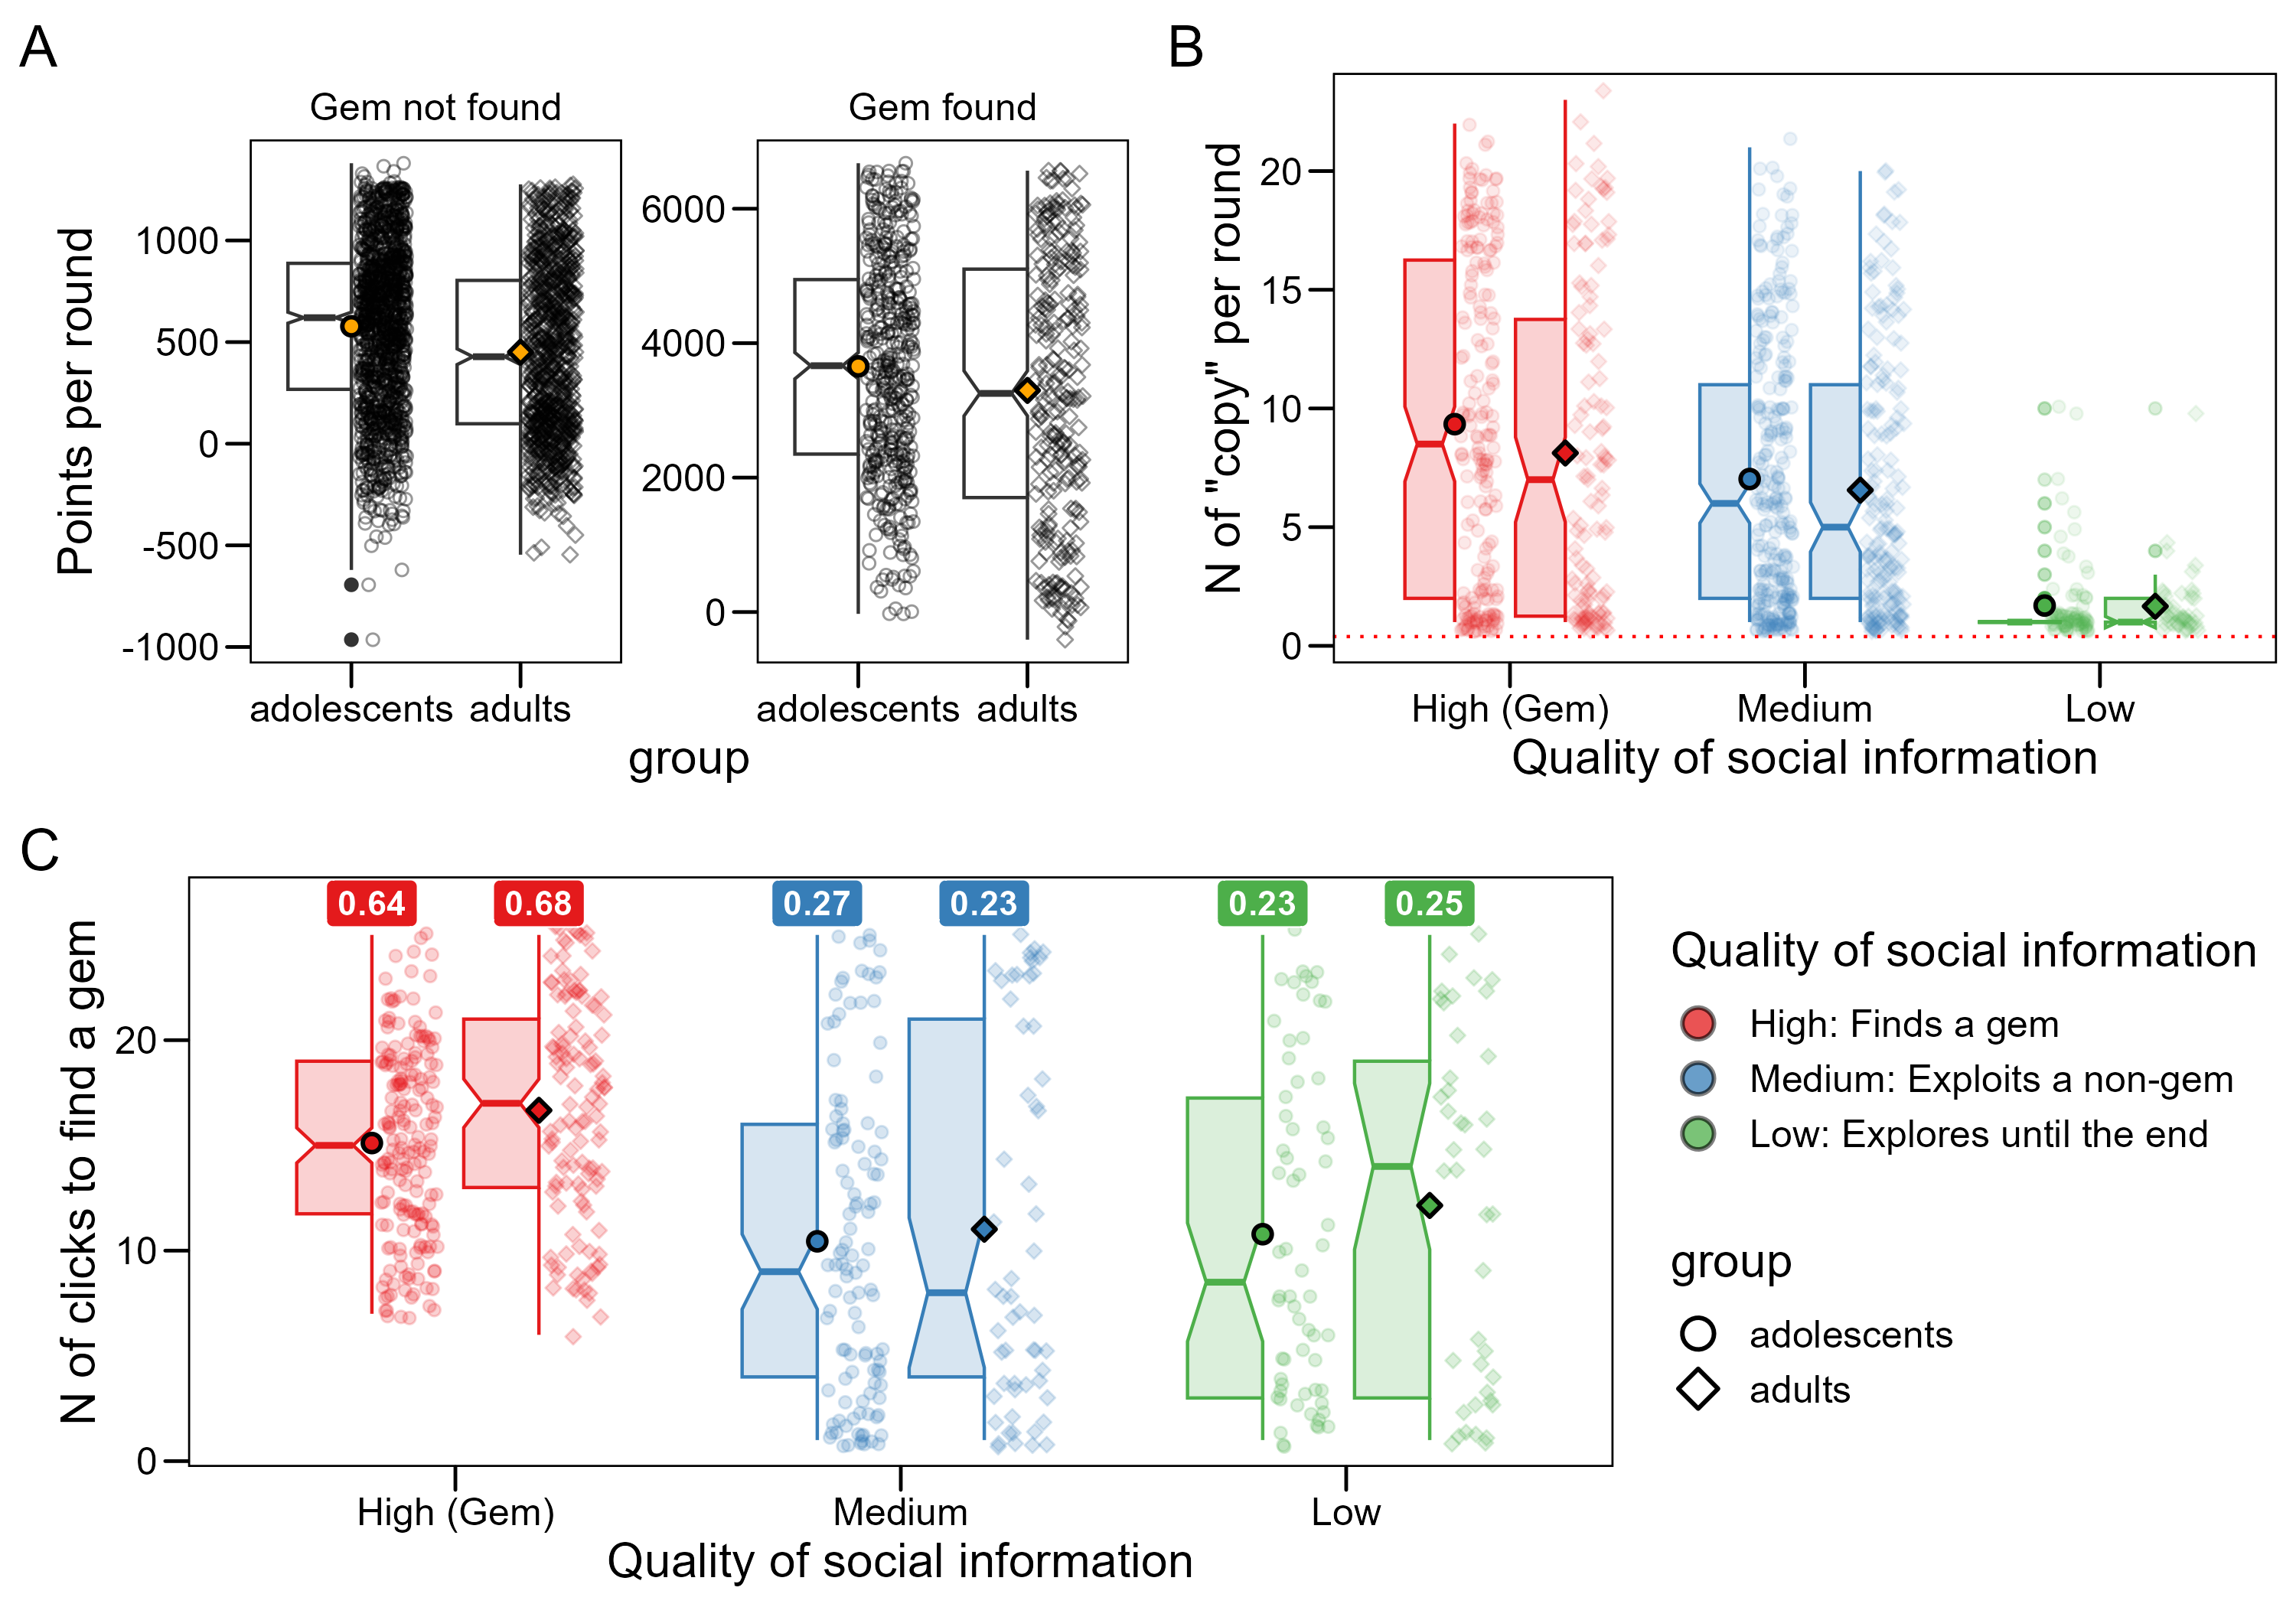 A
B
Gem not found
Gem found
Points per round
1000
500
0
-500
-1000
6000
4000
2000
0
adolescents adults
adolescents adults
group
N of "copy" per round
20
15
10
5
0
High (Gem)
Medium
Low
Quality of social information
C
N of clicks to find a gem
20
10
0
0.64
0.68
0.27
0.23
0.23
0.25
High (Gem)
Medium
Low
Quality of social information
Quality of social information
High: Finds a gem
Medium: Exploits a non-gem
Low: Explores until the end
group
adolescents
adults